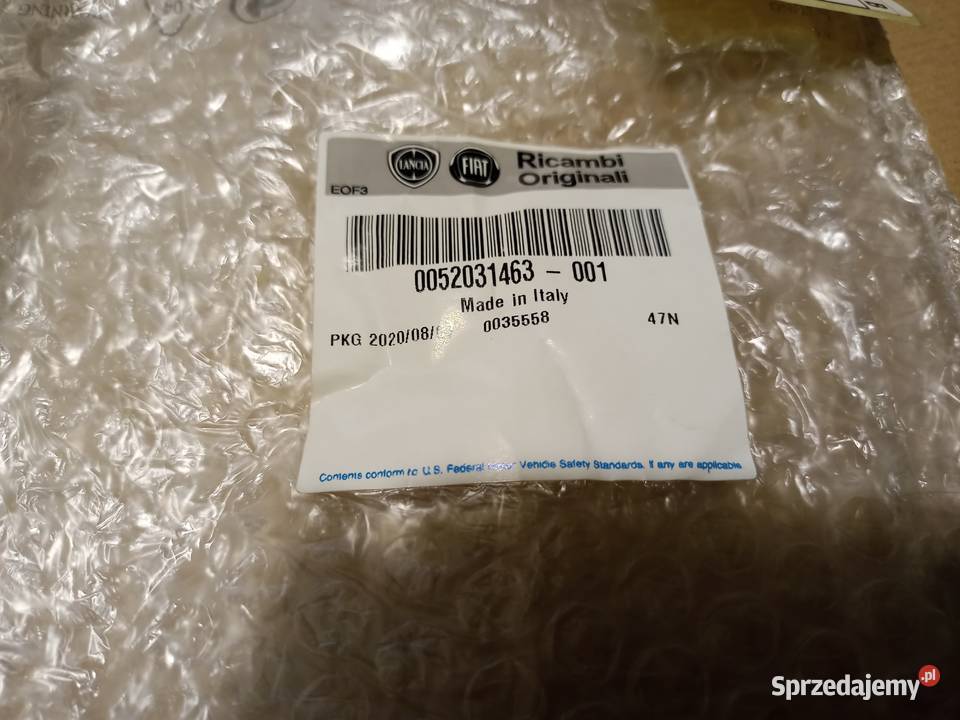 WARNING
LANCIA
FIAT
Ricambi
Originali
EOF3
0052031463 - 001
Made in Italy
PKG 2020/08/ 0035558 47N
Contents conform to U.S. Federal Vehicle Safety Standards. If any are applicable
Sprzedajemy.pl